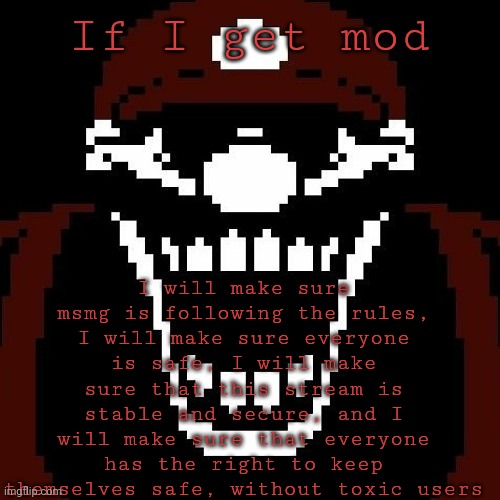 If I get mod
I will make sure
msmg is following the rules,
I will make sure everyone
is safe, I will make
sure that this stream is
stable and secure, and I
will make sure that everyone
has the right to keep
themselves safe, without toxic users
imgflip.com